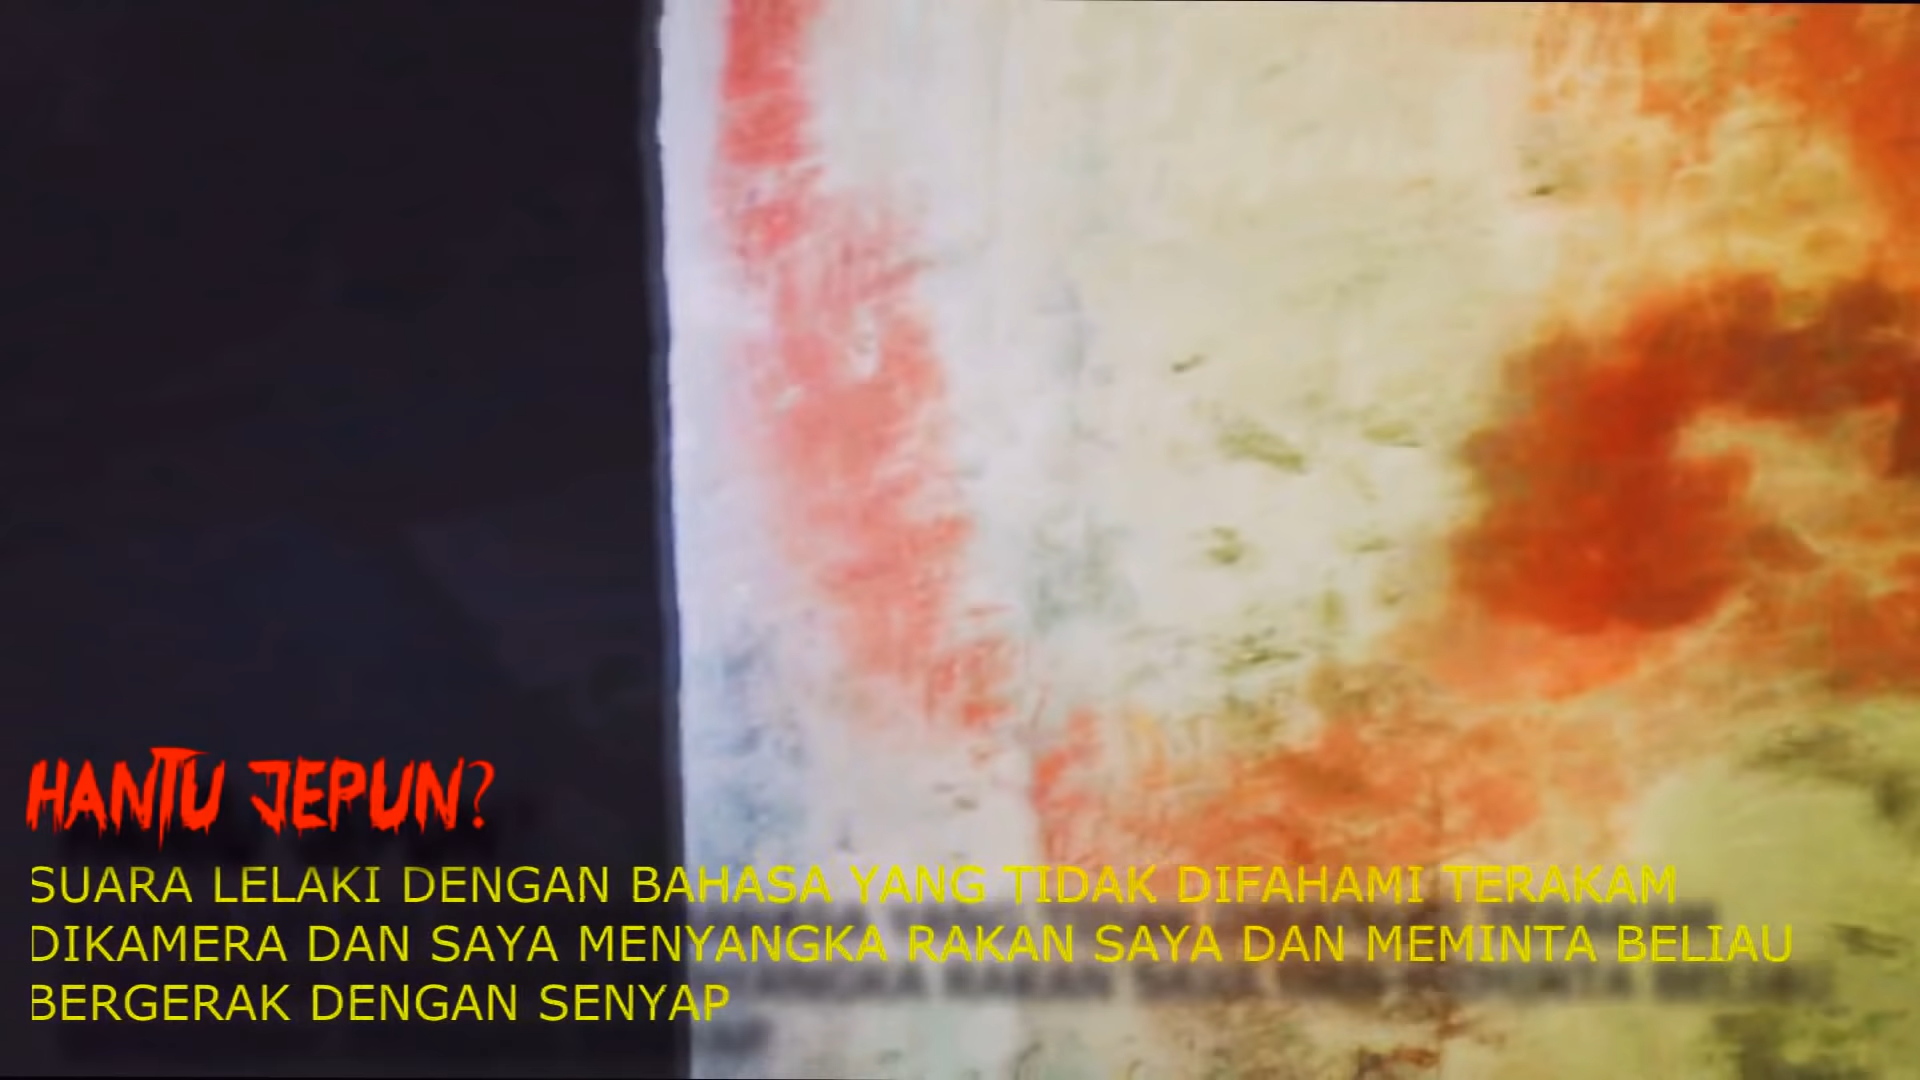 HANTU JEPUN?
SUARA LELAKI DENGAN BAHASA YANG TIDAK DIFAHAMI TERAKAM
DIKAMERA DAN SAYA MENYANGKA RAKAN SAYA DAN MEMINTA BELIAU
BERGERAK DENGAN SENYAP